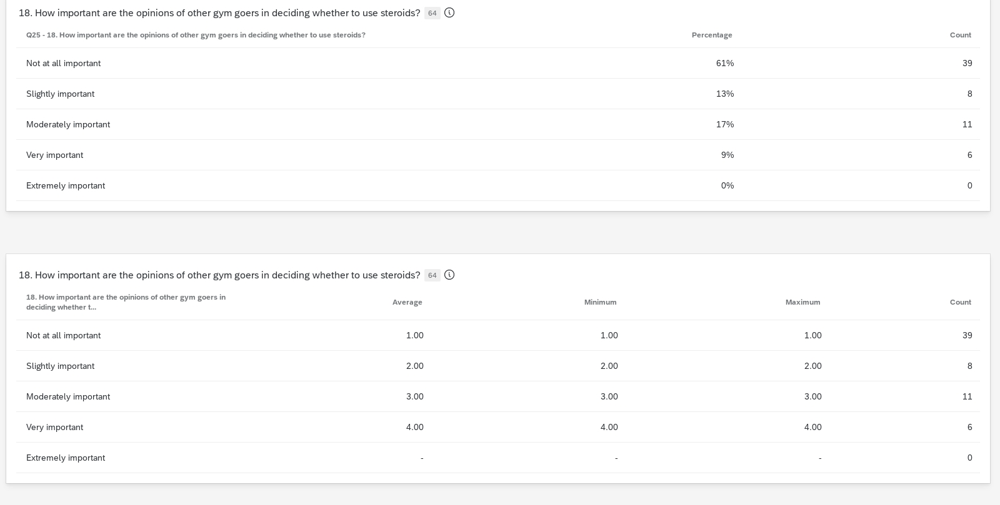 18. How important are the opinions of other gym goers in deciding whether to use steroids? 64
Q25 - 18. How important are the opinions of other gym goers in deciding whether to use steroids? Percentage Count
Not at all important 61% 39
Slightly important 13% 8
Moderately important 17% 11
Very important 9% 6
Extremely important 0% 0
18. How important are the opinions of other gym goers in deciding whether to use steroids? 64
18. How important are the opinions of other gym goers in
deciding whether t... Average Minimum Maximum Count
Not at all important 1.00 1.00 1.00 39
Slightly important 2.00 2.00 2.00 8
Moderately important 3.00 3.00 3.00 11
Very important 4.00 4.00 4.00 6
Extremely important - - - 0